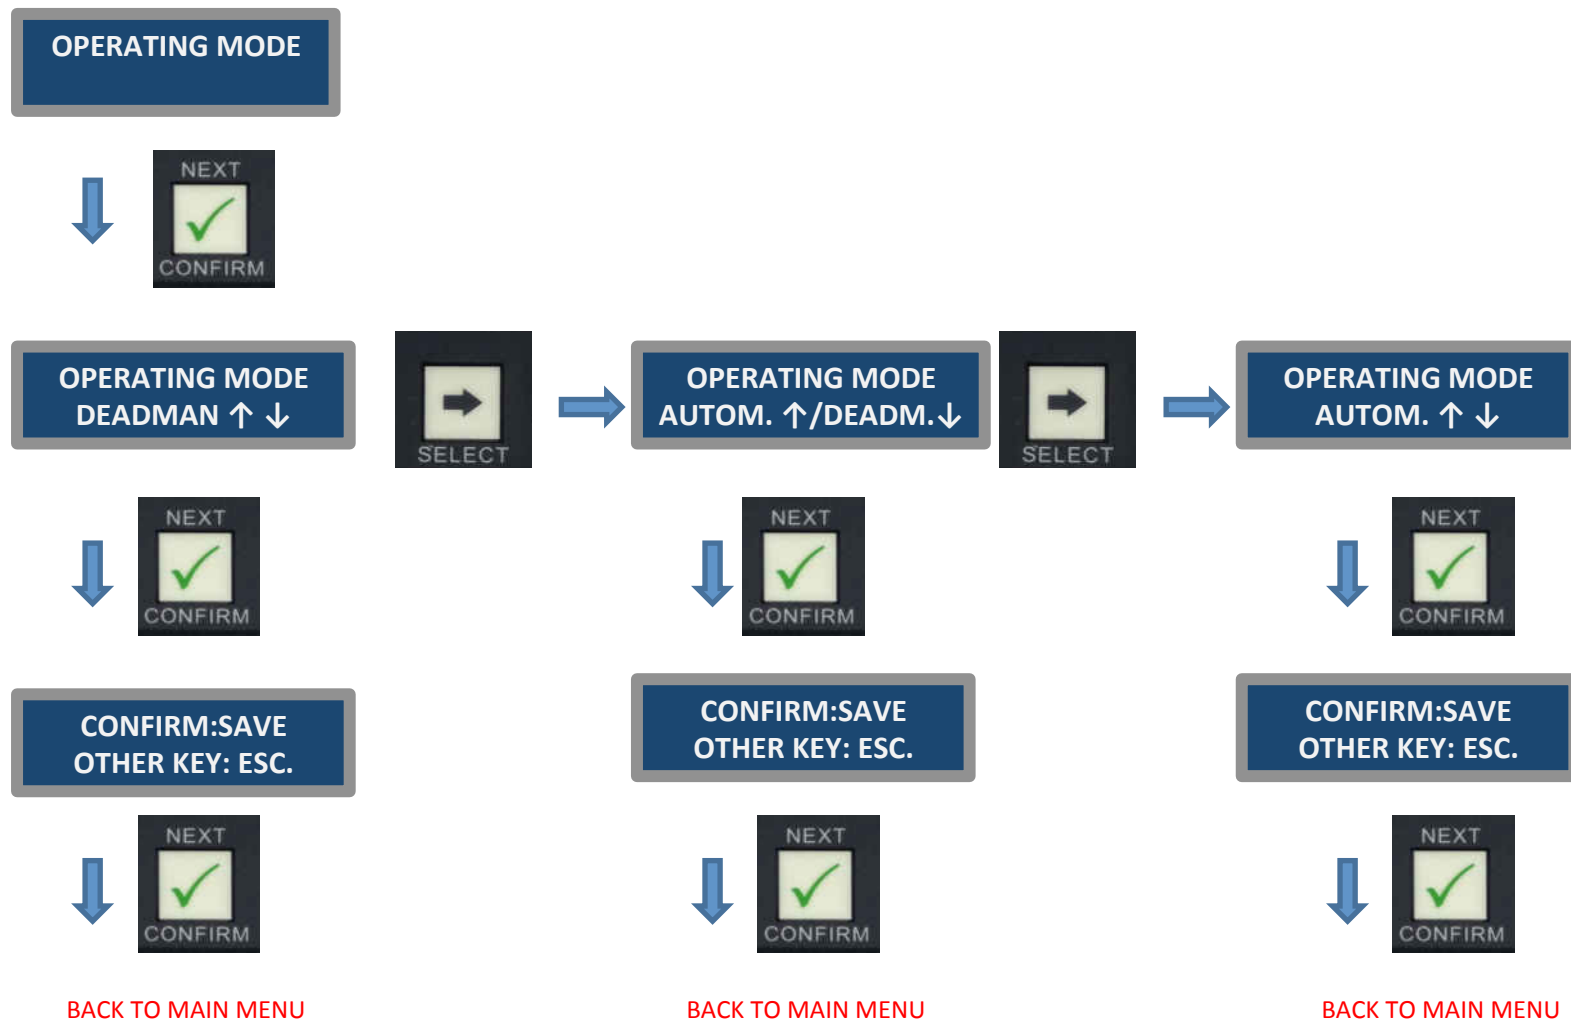 OPERATING MODE
NEXT
CONFIRM
OPERATING MODE
DEADMAN ↑ ↓
SELECT
OPERATING MODE
AUTOM. ↑/DEADM.↓
SELECT
OPERATING MODE
AUTOM. ↑ ↓
NEXT
CONFIRM
NEXT
CONFIRM
NEXT
CONFIRM
CONFIRM:SAVE
OTHER KEY: ESC.
CONFIRM:SAVE
OTHER KEY: ESC.
CONFIRM:SAVE
OTHER KEY: ESC.
NEXT
CONFIRM
NEXT
CONFIRM
NEXT
CONFIRM
BACK TO MAIN MENU
BACK TO MAIN MENU
BACK TO MAIN MENU